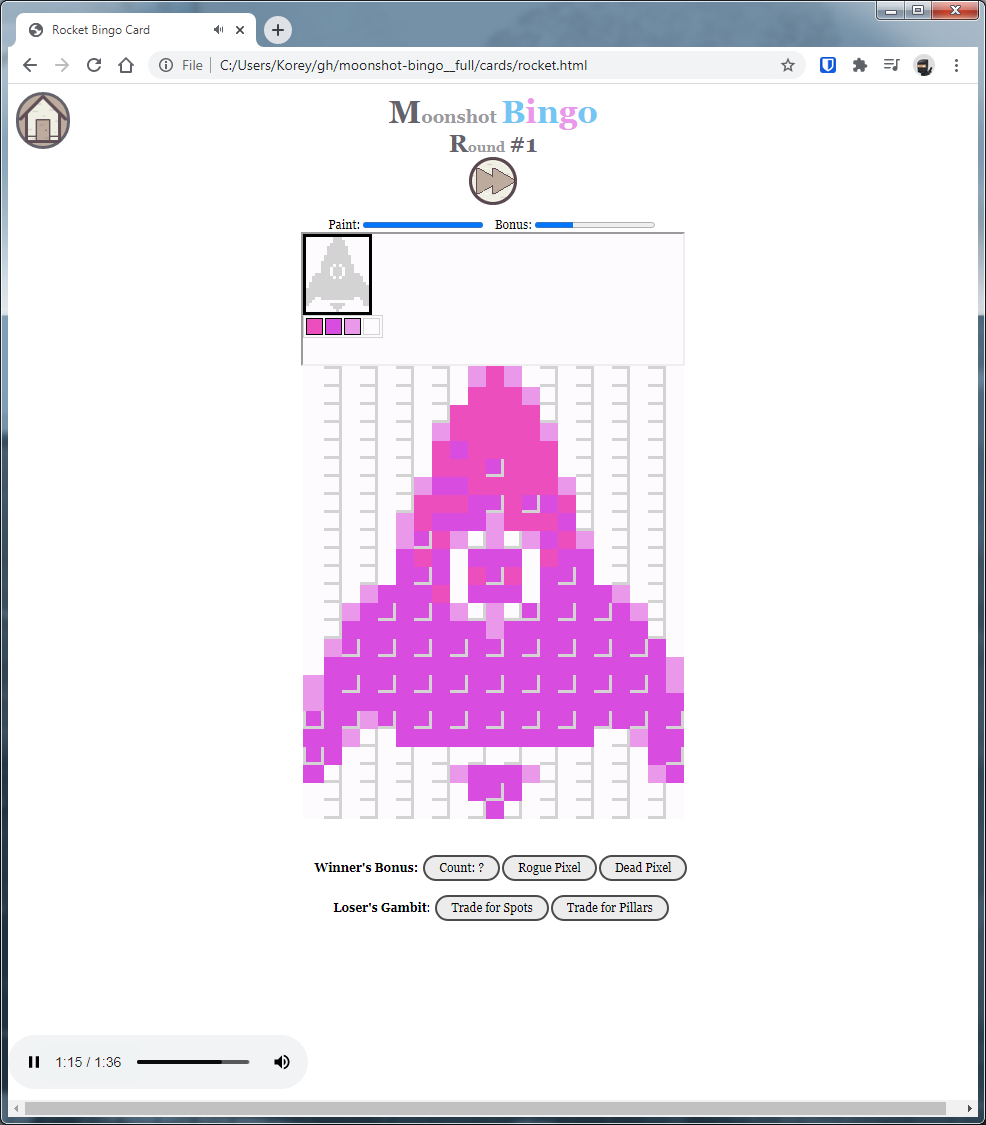 Rocket Bingo Card
File | C:/Users/Korey/gh/moonshot-bingo__full/cards/rocket.html
Moonshot Bingo
Round #1
Paint: Bonus:
Winner's Bonus: Count: ? Rogue Pixel Dead Pixel
Loser's Gambit: Trade for Spots Trade for Pillars
1:15 / 1:36